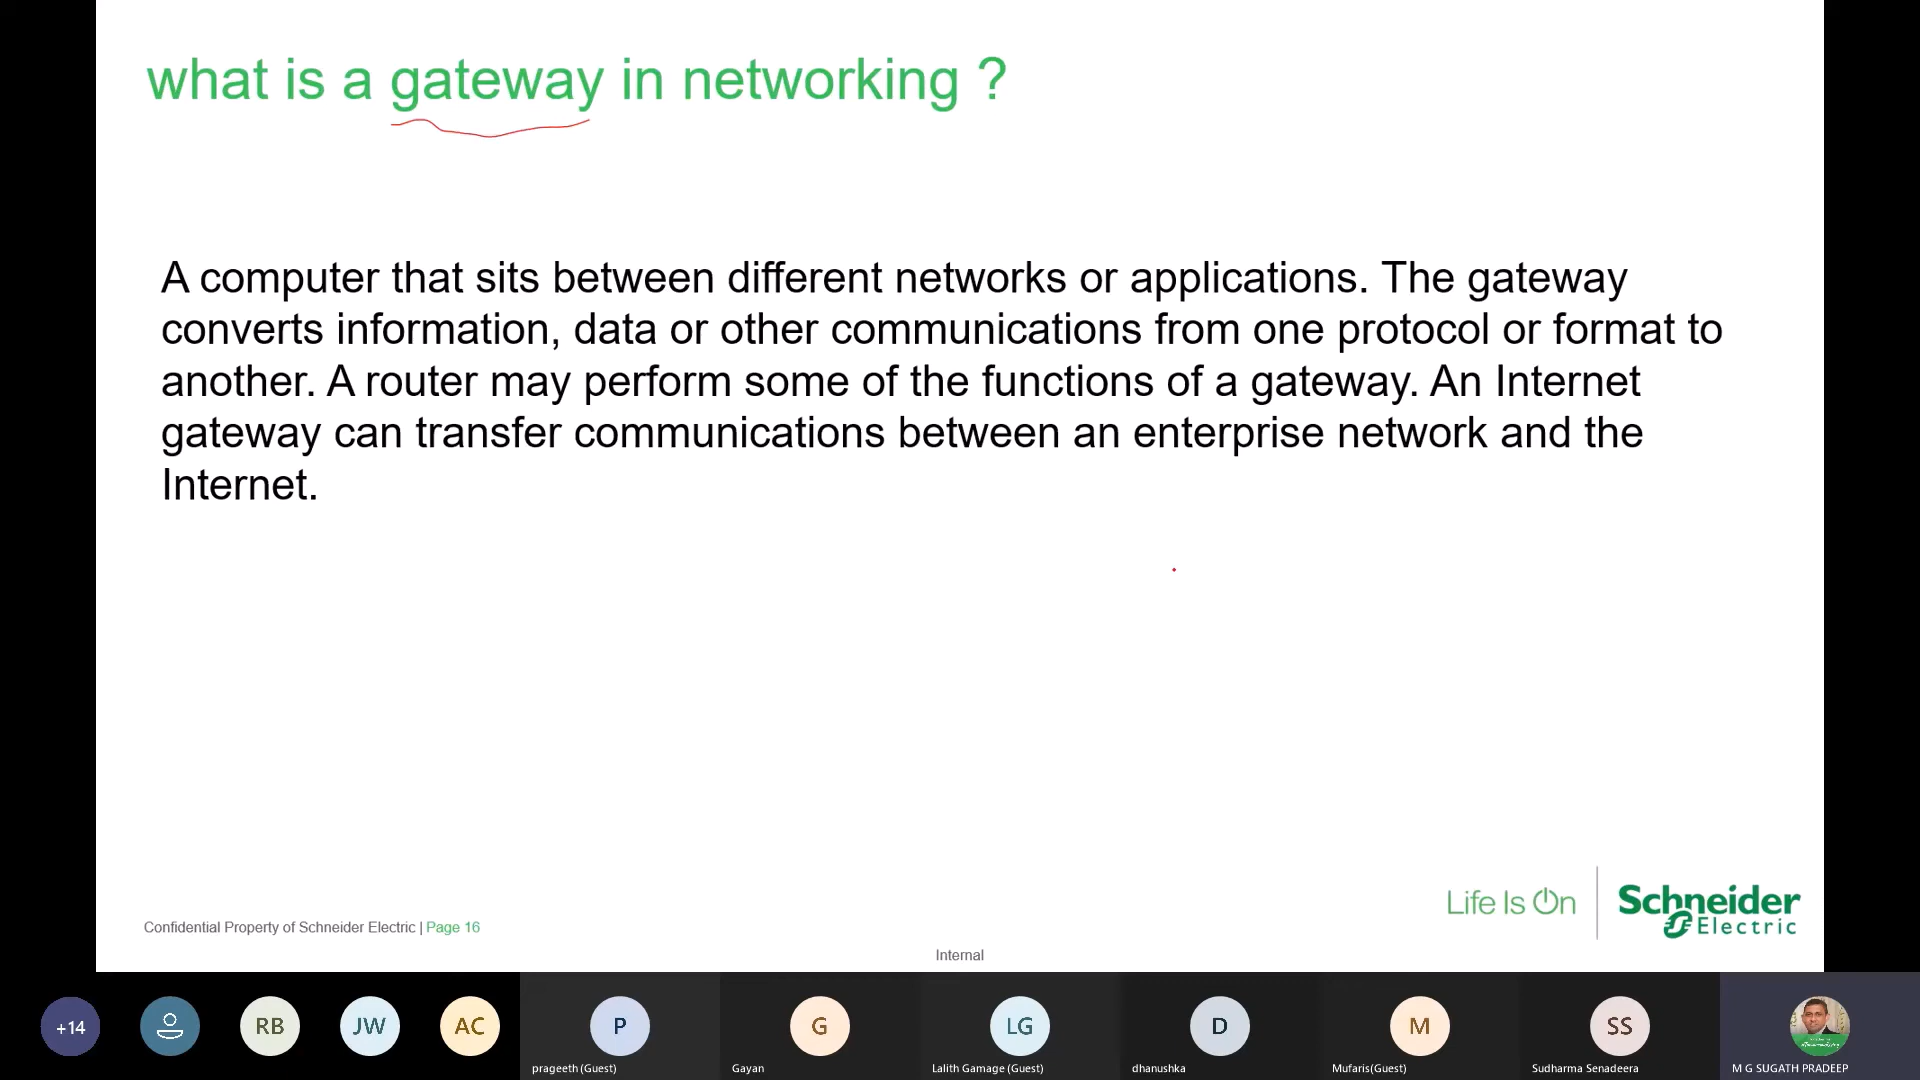 what is a gateway in networking ?
A computer that sits between different networks or applications. The gateway
converts information, data or other communications from one protocol or format to
another. A router may perform some of the functions of a gateway. An Internet
gateway can transfer communications between an enterprise network and the
Internet.
Life Is On
Schneider
Electric
Confidential Property of Schneider Electric | Page 16
Internal
+14
RB
JW
AC
P
G
LG
D
M
SS
prageeth (Guest)
Gayan
Lalith Gamage (Guest)
dhanushka
Mufaris(Guest)
Sudharma Senadeera
M G SUGATH PRADEEP